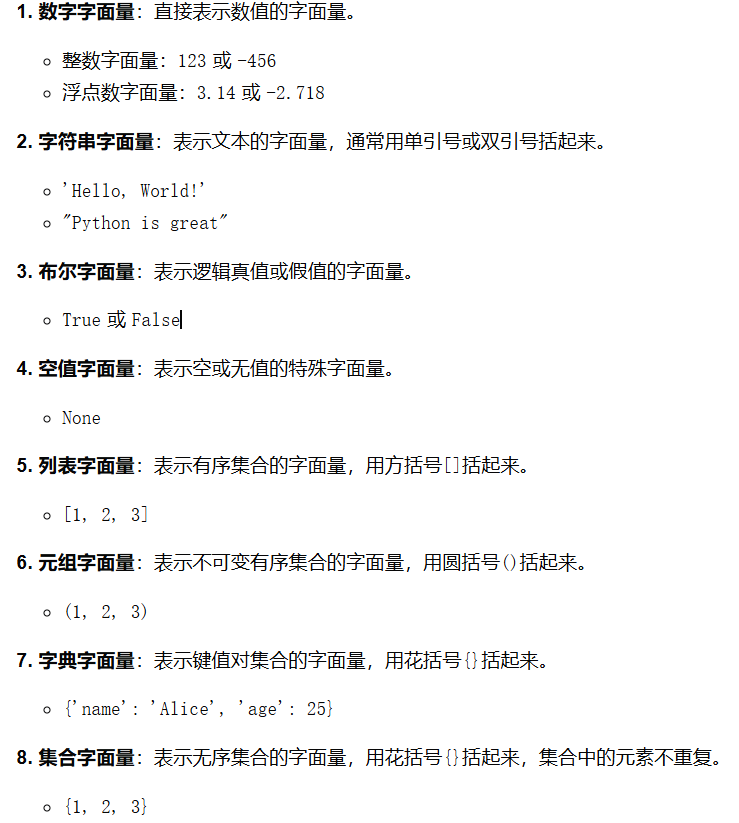 1. 数字字面量：直接表示数值的字面量。
整数字面量：123 或 -456
浮点数字面量：3.14 或 -2.718
2. 字符串字面量：表示文本的字面量，通常用单引号或双引号括起来。
'Hello, World!'
"Python is great"
3. 布尔字面量：表示逻辑真值或假值的字面量。
True 或 False
4. 空值字面量：表示空或无值的特殊字面量。
None
5. 列表字面量：表示有序集合的字面量，用方括号[]括起来。
[1, 2, 3]
6. 元组字面量：表示不可变有序集合的字面量，用圆括号()括起来。
(1, 2, 3)
7. 字典字面量：表示键值对集合的字面量，用花括号{}括起来。
{'name': 'Alice', 'age': 25}
8. 集合字面量：表示无序集合的字面量，用花括号{}括起来，集合中的元素不重复。
{1, 2, 3}